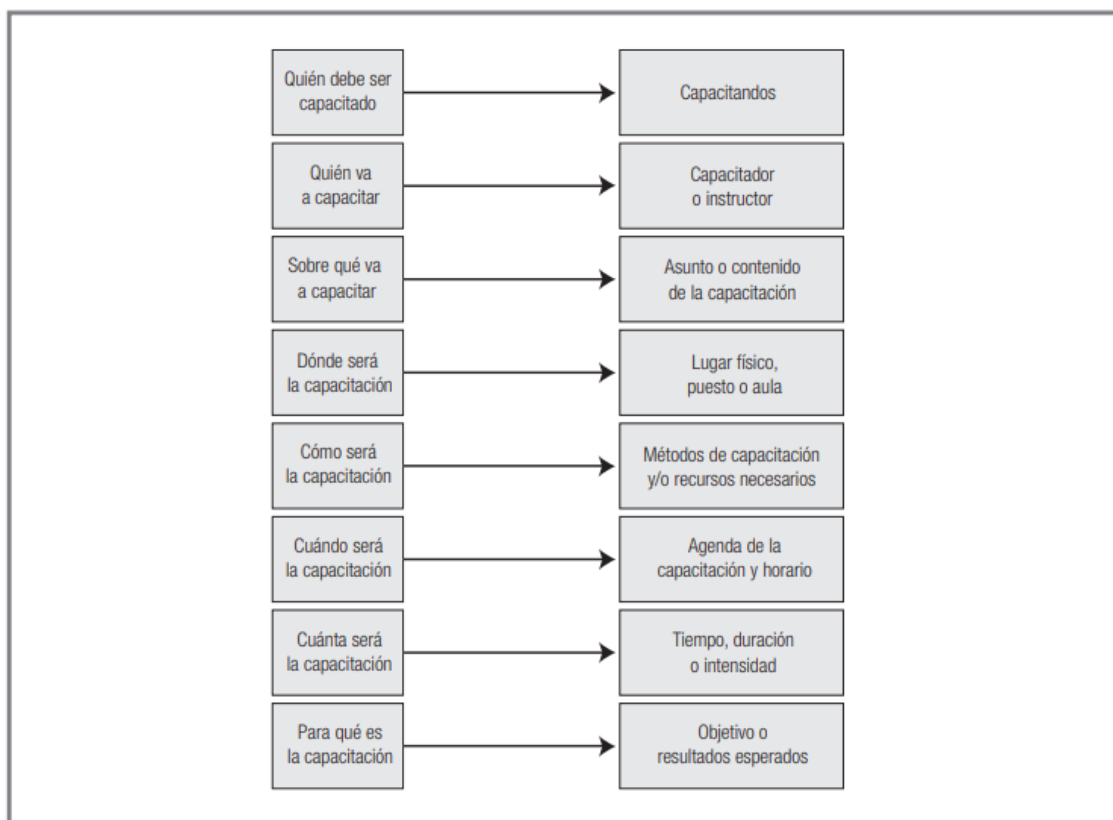 Quién debe ser
capacitado
Capacitandos
Quién va
a capacitar
Capacitador
o instructor
Sobre qué va
a capacitar
Asunto o contenido
de la capacitación
Dónde será
la capacitación
Lugar físico,
puesto o aula
Cómo será
la capacitación
Métodos de capacitación
y/o recursos necesarios
Cuándo será
la capacitación
Agenda de la
capacitación y horario
Cuánta será
la capacitación
Tiempo, duración
o intensidad
Para qué es
la capacitación
Objetivo o
resultados esperados